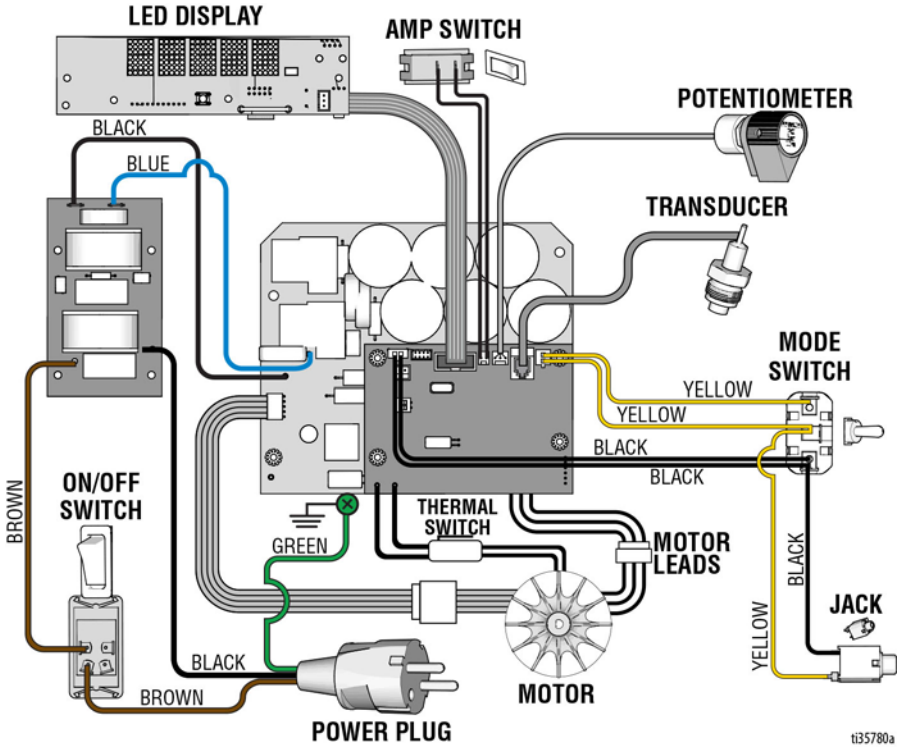 LED DISPLAY
AMP SWITCH
POTENTIOMETER
BLACK
BLUE
TRANSDUCER
MODE
SWITCH
YELLOW
YELLOW
BLACK
BLACK
ON/OFF
SWITCH
BROWN
THERMAL
SWITCH
GREEN
MOTOR
LEADS
BLACK
YELLOW
JACK
BLACK
BROWN
MOTOR
POWER PLUG
ti35780a